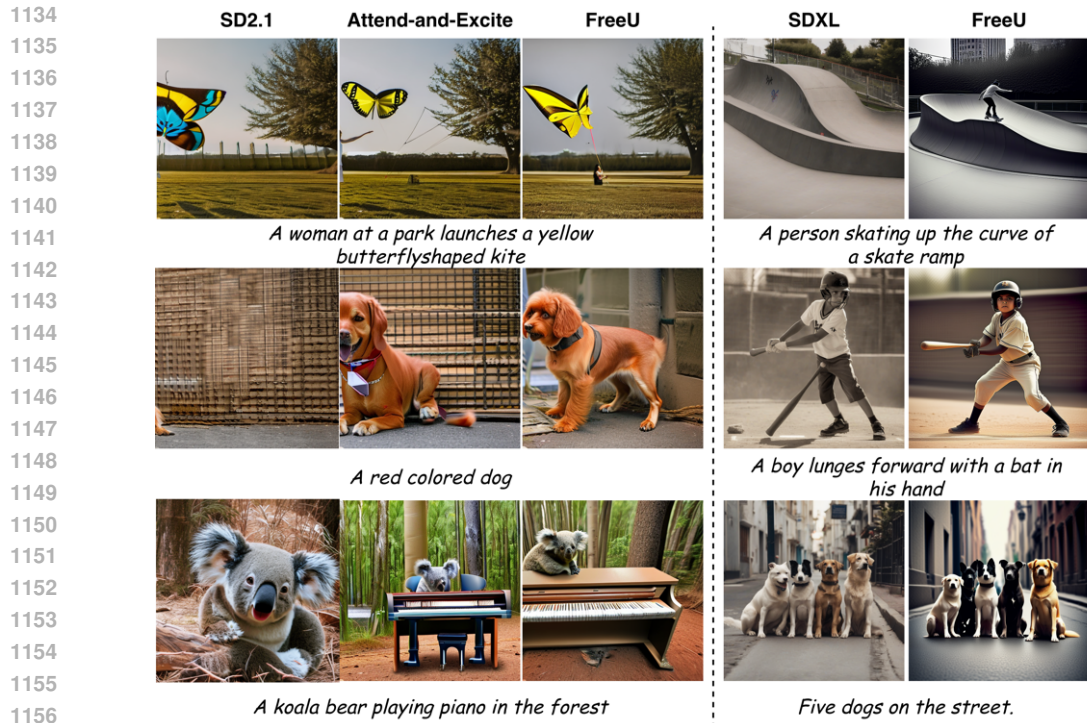 1134
1135
1136
1137
1138
1139
1140
1141
1142
1143
1144
1145
1146
1147
1148
1149
1150
1151
1152
1153
1154
1155
1156
SD2.1 Attend-and-Excite FreeU SDXL FreeU
A woman at a park launches a yellow
butterflyshaped kite
A person skating up the curve of
a skate ramp
A red colored dog
A boy lunges forward with a bat in
his hand
A koala bear playing piano in the forest
Five dogs on the street.